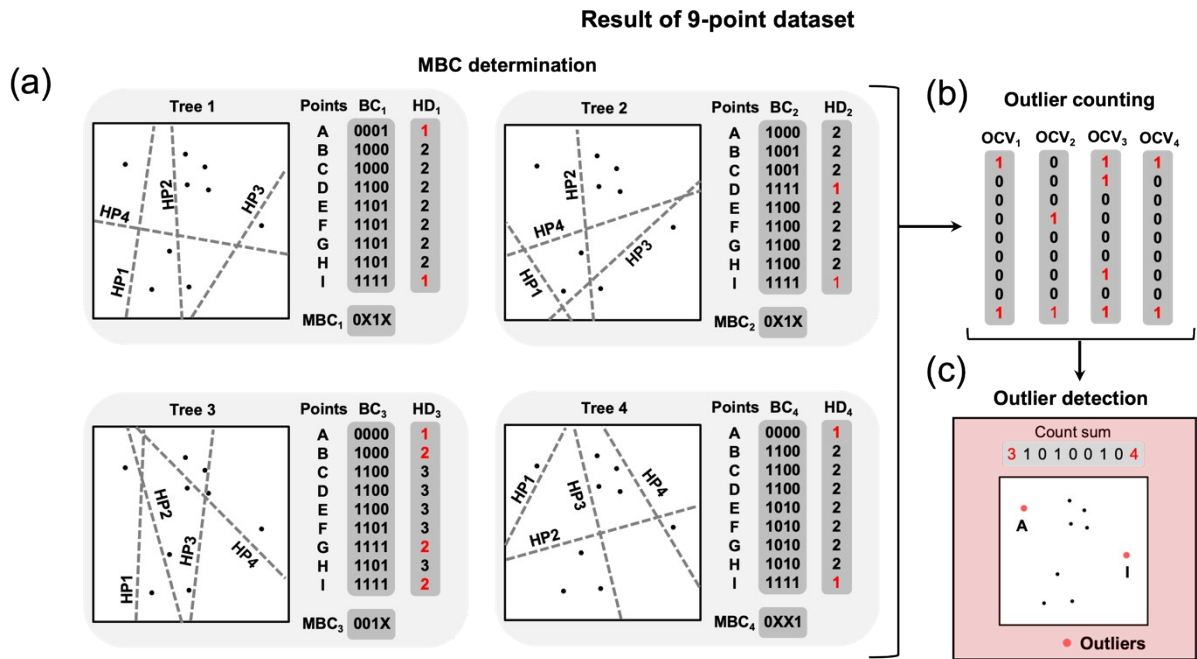 Result of 9-point dataset
(a)
MBC determination
Tree 1
Points BC1 HD1
A 0001 1
B 1000 2
C 1000 2
D 1100 2
E 1101 2
F 1101 2
G 1101 2
H 1101 2
I 1111 1
MBC1 0X1X
HP1
HP2
HP3
HP4
Tree 2
Points BC2 HD2
A 1000 2
B 1001 2
C 1001 2
D 1111 1
E 1100 2
F 1100 2
G 1100 2
H 1100 2
I 1111 1
MBC2 0X1X
HP2
HP4
HP3
HP1
Tree 3
Points BC3 HD3
A 0000 1
B 1000 2
C 1100 3
D 1100 3
E 1100 3
F 1101 3
G 1111 2
H 1101 3
I 1111 2
MBC3 001X
HP2
HP3
HP4
HP1
Tree 4
Points BC4 HD4
A 0000 1
B 1100 2
C 1100 2
D 1100 2
E 1010 2
F 1010 2
G 1010 2
H 1010 2
I 1111 1
MBC4 0XX1
HP1
HP3
HP4
HP2
(b)
Outlier counting
OCV1 OCV2 OCV3 OCV4
1 0 1 1
0 0 1 0
0 0 0 0
0 1 0 0
0 0 0 0
0 0 0 0
0 0 1 0
0 0 0 0
1 1 1 1
(c)
Outlier detection
Count sum
3 1 0 1 0 0 1 0 4
A
I
Outliers